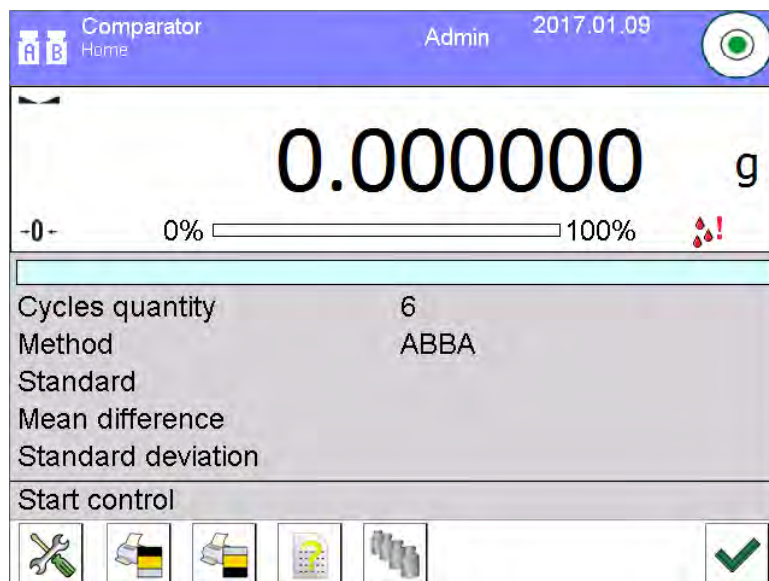 Comparator Admin 2017.01.09
A B Home
0.000000 g
-0- 0% 100% !
Cycles quantity 6
Method ABBA
Standard
Mean difference
Standard deviation
Start control
?